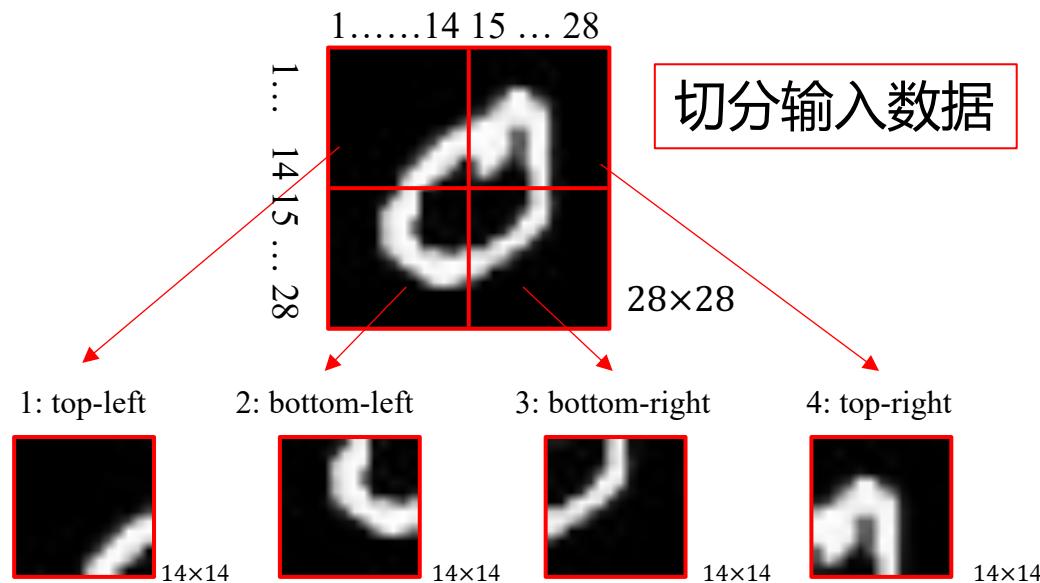 1……14 15 … 28
切分输入数据
1… 14 15 … 28
28×28
1: top-left
2: bottom-left
3: bottom-right
4: top-right
14×14
14×14
14×14
14×14